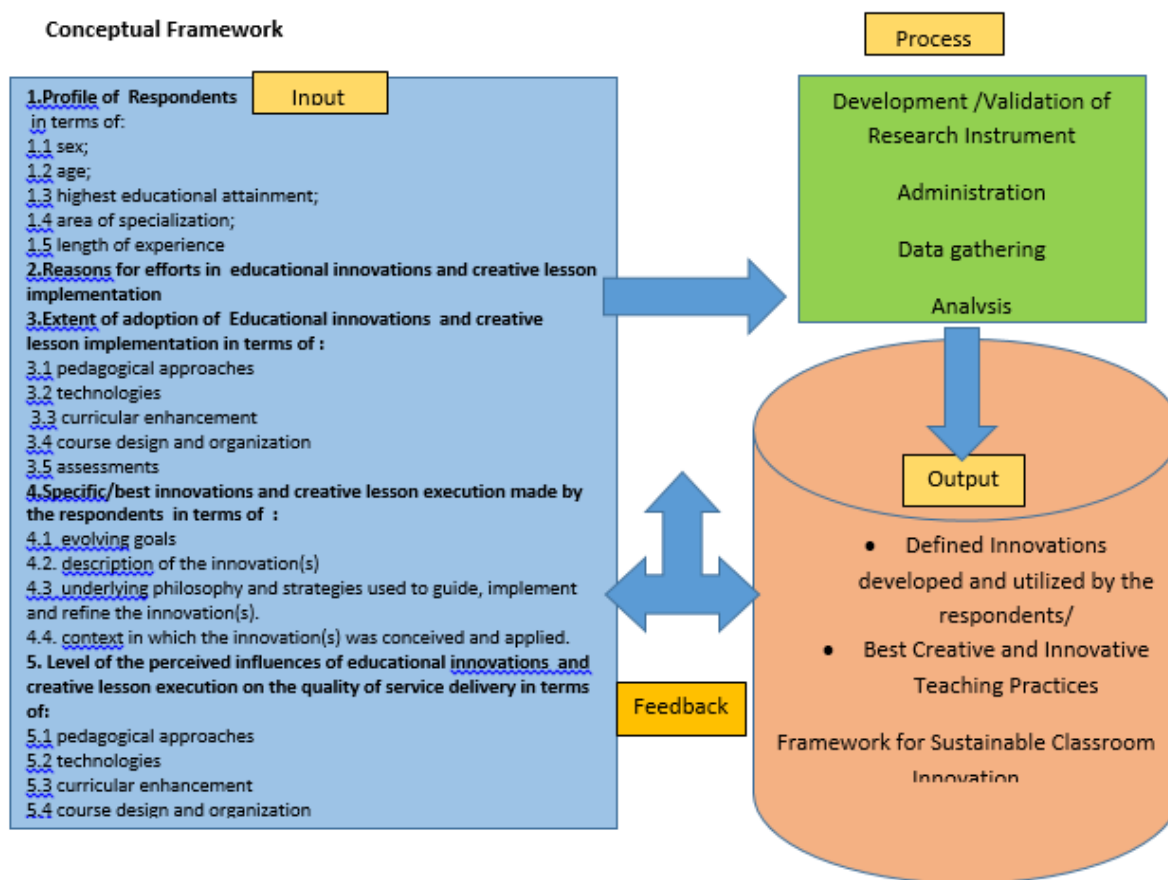 Conceptual Framework
Input
1.Profile of Respondents
in terms of:
1.1 sex;
1.2 age;
1.3 highest educational attainment;
1.4 area of specialization;
1.5 length of experience
2.Reasons for efforts in educational innovations and creative lesson
implementation
3.Extent of adoption of Educational innovations and creative
lesson implementation in terms of :
3.1 pedagogical approaches
3.2 technologies
3.3 curricular enhancement
3.4 course design and organization
3.5 assessments
4.Specific/best innovations and creative lesson execution made by
the respondents in terms of :
4.1 evolving goals
4.2. description of the innovation(s)
4.3 underlying philosophy and strategies used to guide, implement
and refine the innovation(s).
4.4. context in which the innovation(s) was conceived and applied.
5. Level of the perceived influences of educational innovations and
creative lesson execution on the quality of service delivery in terms
of:
5.1 pedagogical approaches
5.2 technologies
5.3 curricular enhancement
5.4 course design and organization
Process
Development /Validation of
Research Instrument
Administration
Data gathering
Analysis
Output
• Defined Innovations
developed and utilized by the
respondents/
• Best Creative and Innovative
Teaching Practices
Framework for Sustainable Classroom
Innovation
Feedback